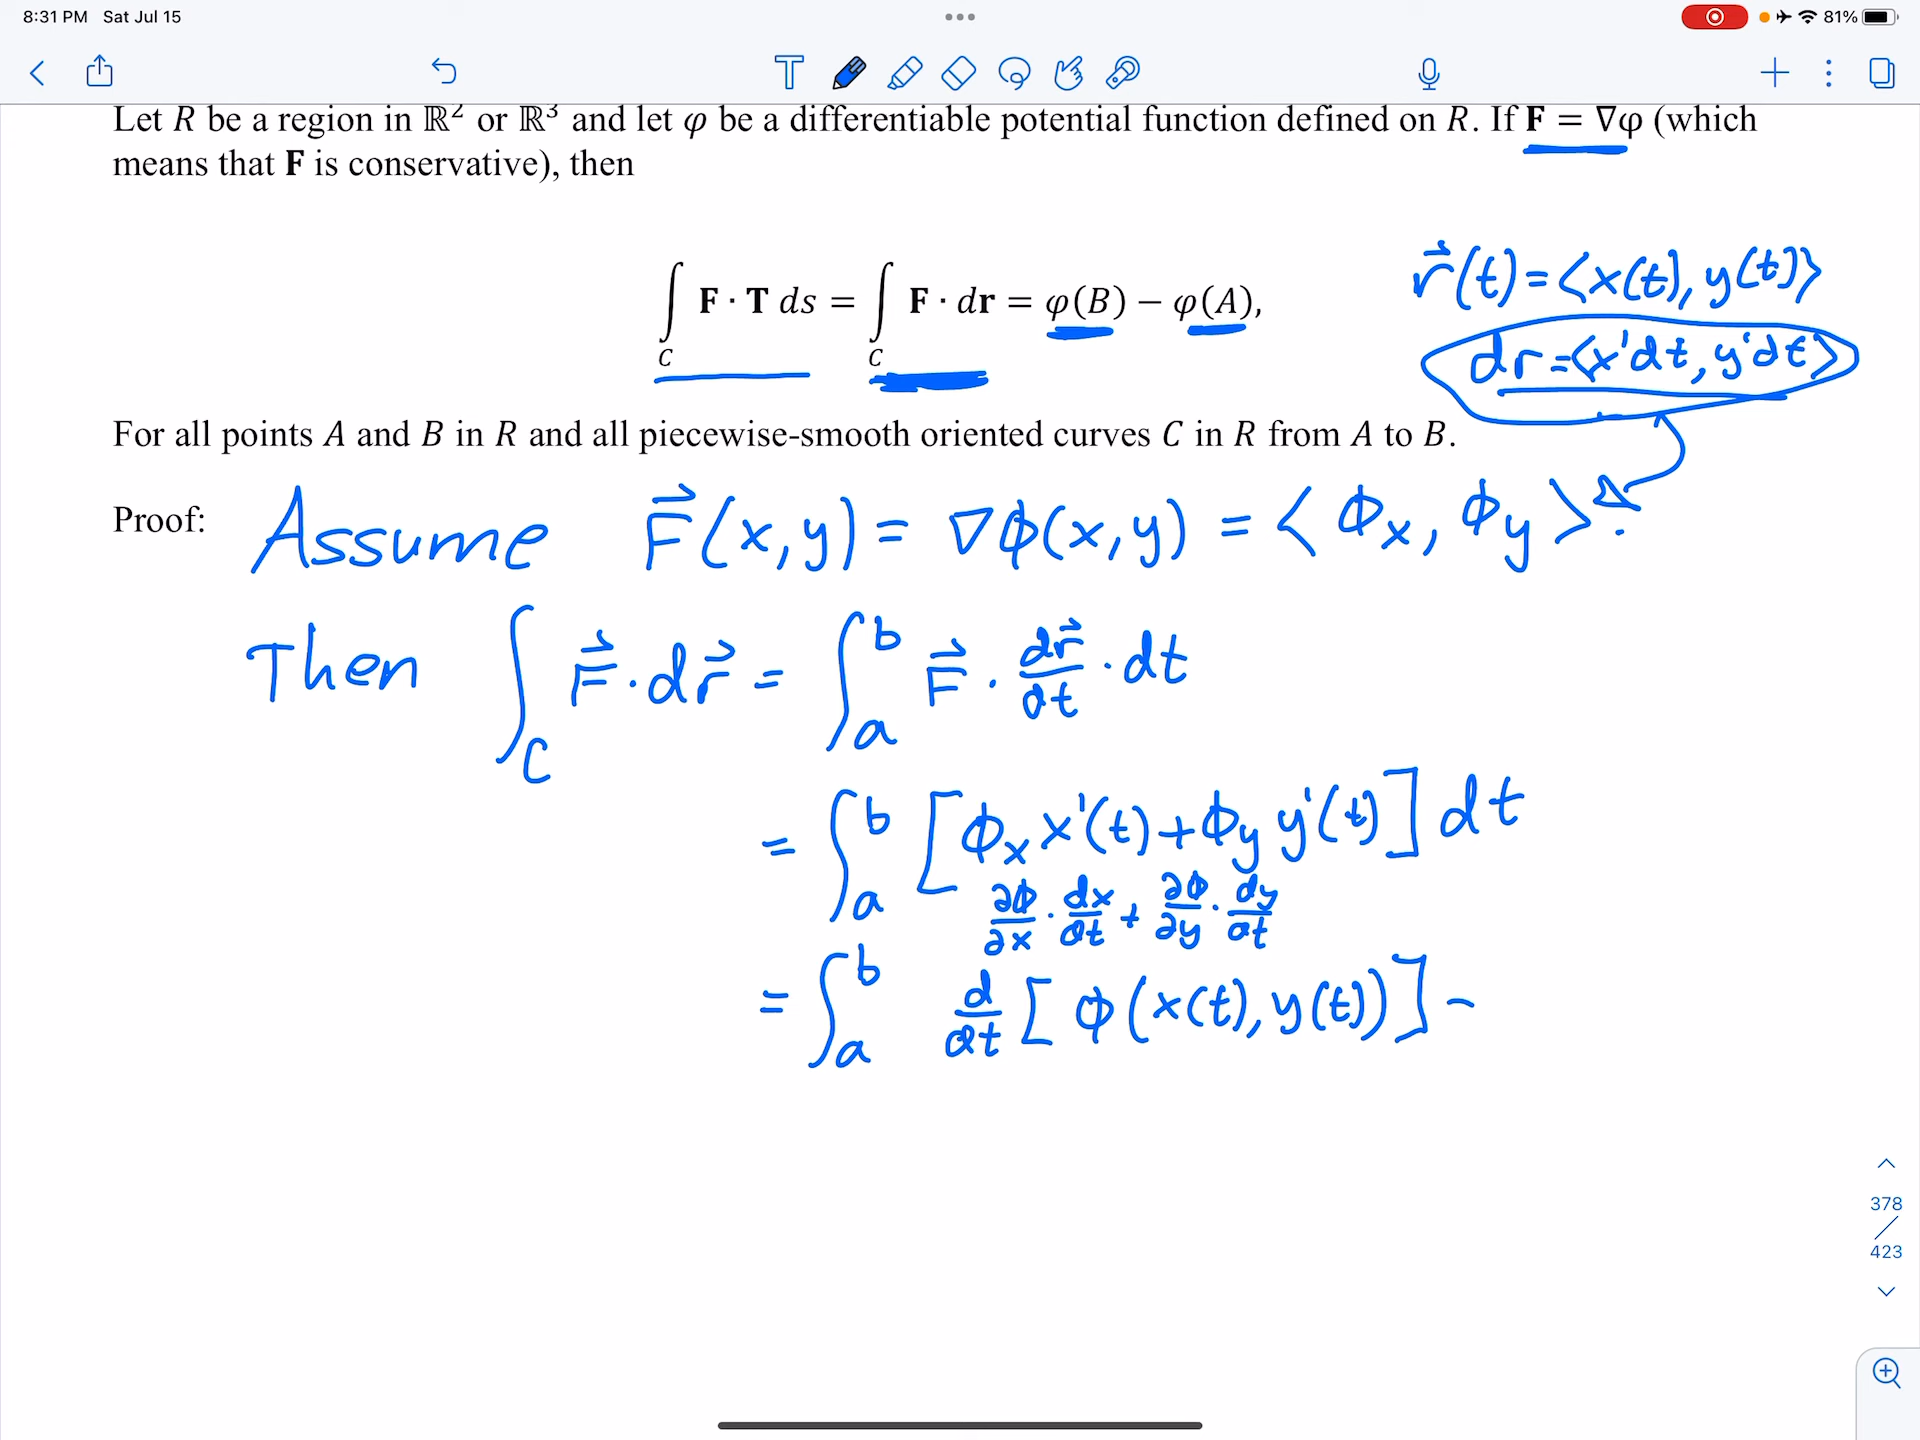 8:31 PM Sat Jul 15
81%
T
Let R be a region in ℝ² or ℝ³ and let φ be a differentiable potential function defined on R. If F = ∇φ (which
means that F is conservative), then
∫_C F · T ds = ∫_C F · dr = φ(B) − φ(A),
r⃗(t) = ⟨x(t), y(t)⟩
dr = ⟨x'dt, y'dt⟩
For all points A and B in R and all piecewise-smooth oriented curves C in R from A to B.
Proof: Assume F⃗(x,y) = ∇φ(x,y) = ⟨φx, φy⟩.
Then ∫_C F⃗ · dr⃗ = ∫_a^b F⃗ · dr⃗/dt · dt
= ∫_a^b [φx x'(t) + φy y'(t)] dt
∂φ/∂x · dx/dt + ∂φ/∂y · dy/dt
= ∫_a^b d/dt [φ(x(t), y(t))]
378
/
423